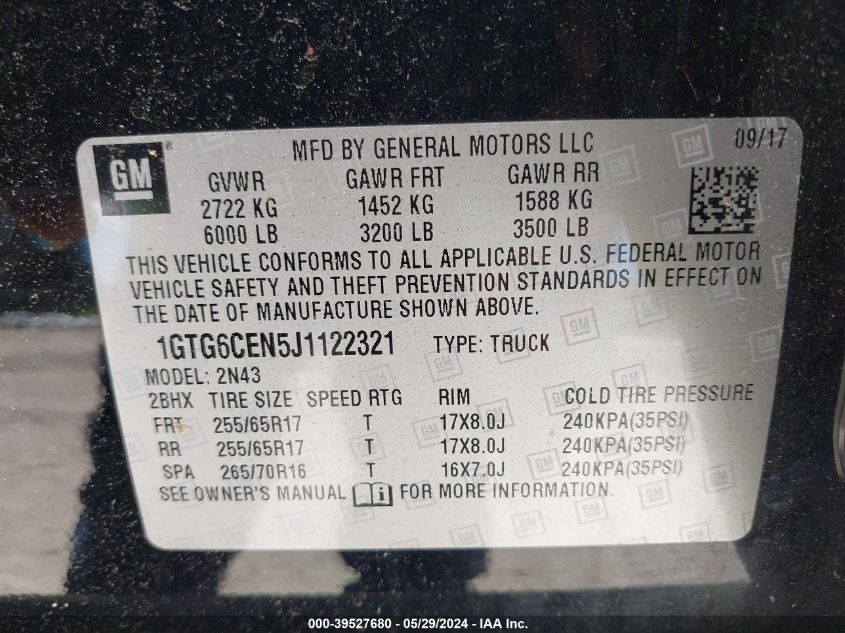 MFD BY GENERAL MOTORS LLC 09/17
GM ®
GVWR GAWR FRT GAWR RR
2722 KG 1452 KG 1588 KG
6000 LB 3200 LB 3500 LB
THIS VEHICLE CONFORMS TO ALL APPLICABLE U.S. FEDERAL MOTOR
VEHICLE SAFETY AND THEFT PREVENTION STANDARDS IN EFFECT ON
THE DATE OF MANUFACTURE SHOWN ABOVE.
1GTG6CEN5J1122321 TYPE: TRUCK
MODEL: 2N43
2BHX TIRE SIZE SPEED RTG RIM COLD TIRE PRESSURE
FRT 255/65R17 T 17X8.0J 240KPA(35PSI)
RR 255/65R17 T 17X8.0J 240KPA(35PSI)
SPA 265/70R16 T 16X7.0J 240KPA(35PSI)
SEE OWNER'S MANUAL i FOR MORE INFORMATION.
000-39527680 - 05/29/2024 - IAA Inc.